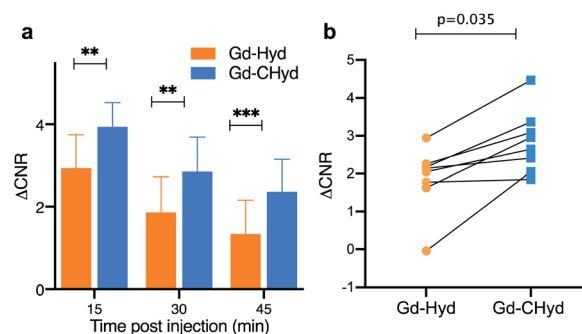 a
Gd-Hyd
Gd-CHyd
**
**
***
ΔCNR
4
2
0
15 30 45
Time post injection (min)
b
p=0.035
ΔCNR
5
4
3
2
1
0
-1
Gd-Hyd Gd-CHyd